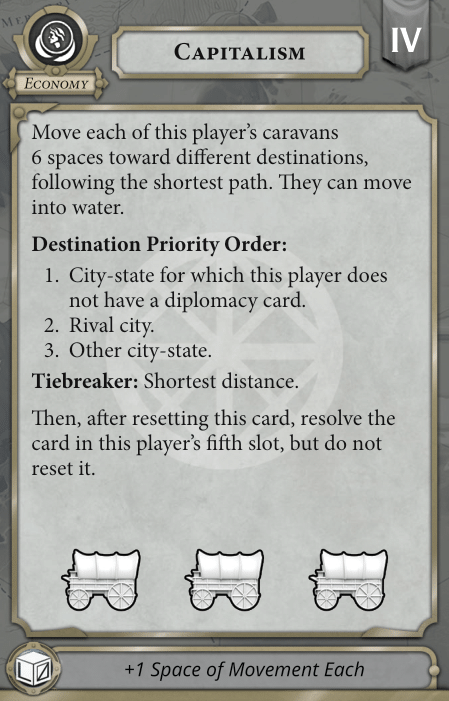 CAPITALISM
IV
ECONOMY
Move each of this player's caravans
6 spaces toward different destinations,
following the shortest path. They can move
into water.
Destination Priority Order:
1. City-state for which this player does
not have a diplomacy card.
2. Rival city.
3. Other city-state.
Tiebreaker: Shortest distance.
Then, after resetting this card, resolve the
card in this player's fifth slot, but do not
reset it.
+1 Space of Movement Each